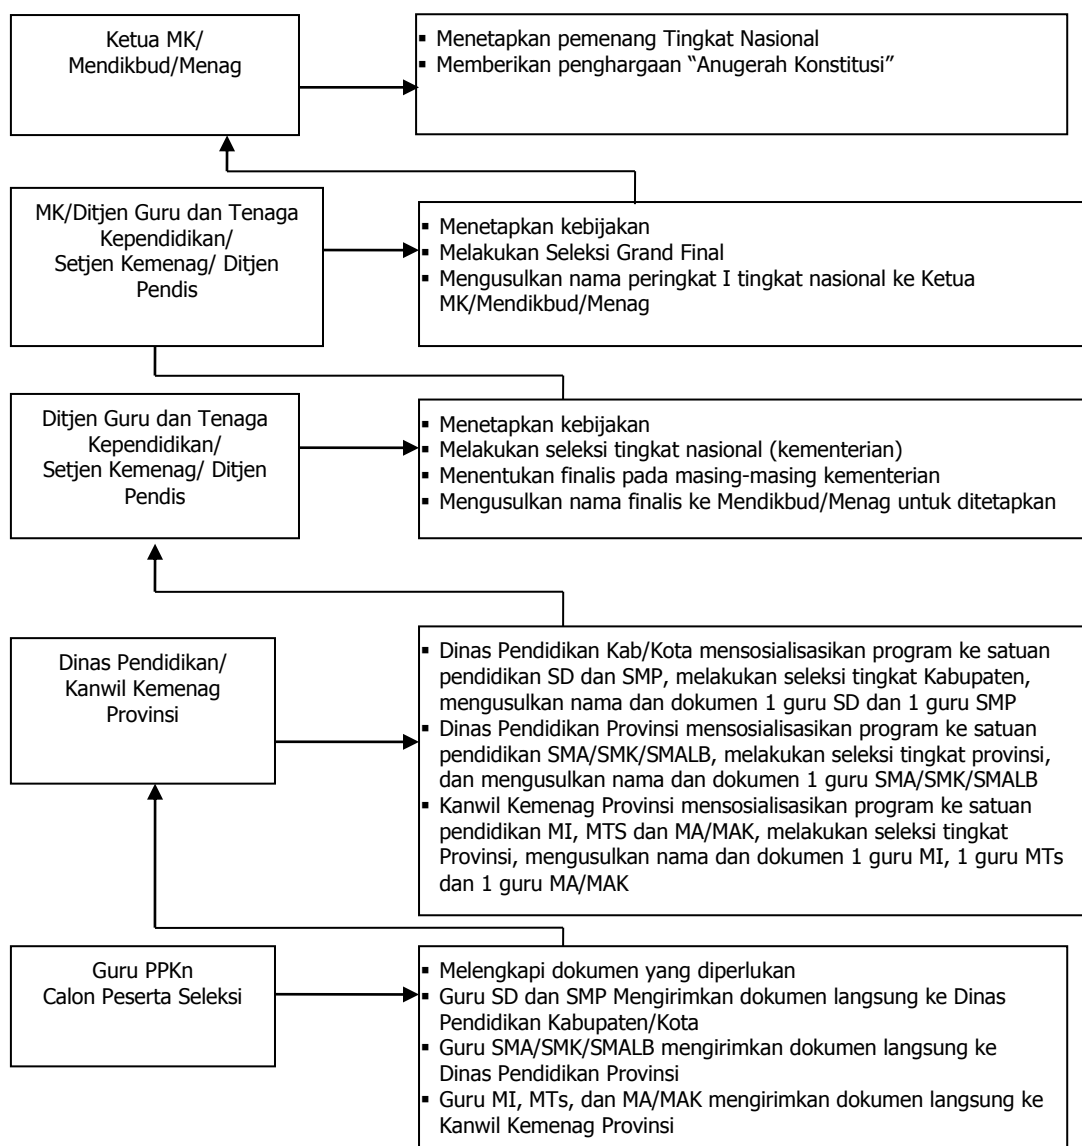 Ketua MK/
Mendikbud/Menag
▪ Menetapkan pemenang Tingkat Nasional
▪ Memberikan penghargaan “Anugerah Konstitusi”
MK/Ditjen Guru dan Tenaga
Kependidikan/
Setjen Kemenag/ Ditjen
Pendis
▪ Menetapkan kebijakan
▪ Melakukan Seleksi Grand Final
▪ Mengusulkan nama peringkat I tingkat nasional ke Ketua
MK/Mendikbud/Menag
Ditjen Guru dan Tenaga
Kependidikan/
Setjen Kemenag/ Ditjen
Pendis
▪ Menetapkan kebijakan
▪ Melakukan seleksi tingkat nasional (kementerian)
▪ Menentukan finalis pada masing-masing kementerian
▪ Mengusulkan nama finalis ke Mendikbud/Menag untuk ditetapkan
Dinas Pendidikan/
Kanwil Kemenag
Provinsi
▪ Dinas Pendidikan Kab/Kota mensosialisasikan program ke satuan
pendidikan SD dan SMP, melakukan seleksi tingkat Kabupaten,
mengusulkan nama dan dokumen 1 guru SD dan 1 guru SMP
▪ Dinas Pendidikan Provinsi mensosialisasikan program ke satuan
pendidikan SMA/SMK/SMALB, melakukan seleksi tingkat provinsi,
dan mengusulkan nama dan dokumen 1 guru SMA/SMK/SMALB
▪ Kanwil Kemenag Provinsi mensosialisasikan program ke satuan
pendidikan MI, MTS dan MA/MAK, melakukan seleksi tingkat
Provinsi, mengusulkan nama dan dokumen 1 guru MI, 1 guru MTs
dan 1 guru MA/MAK
Guru PPKn
Calon Peserta Seleksi
▪ Melengkapi dokumen yang diperlukan
▪ Guru SD dan SMP Mengirimkan dokumen langsung ke Dinas
Pendidikan Kabupaten/Kota
▪ Guru SMA/SMK/SMALB mengirimkan dokumen langsung ke
Dinas Pendidikan Provinsi
▪ Guru MI, MTs, dan MA/MAK mengirimkan dokumen langsung ke
Kanwil Kemenag Provinsi